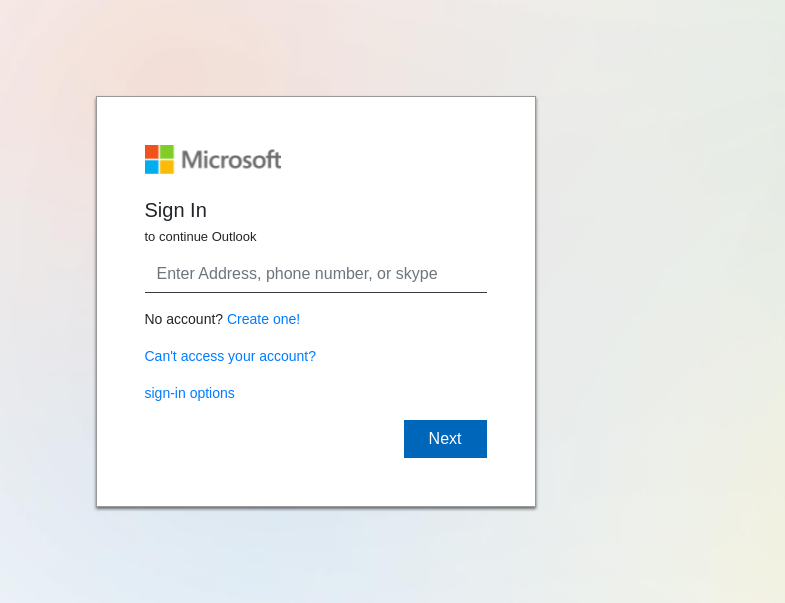 Microsoft
Sign In
to continue Outlook
Enter Address, phone number, or skype
No account? Create one!
Can't access your account?
sign-in options
Next